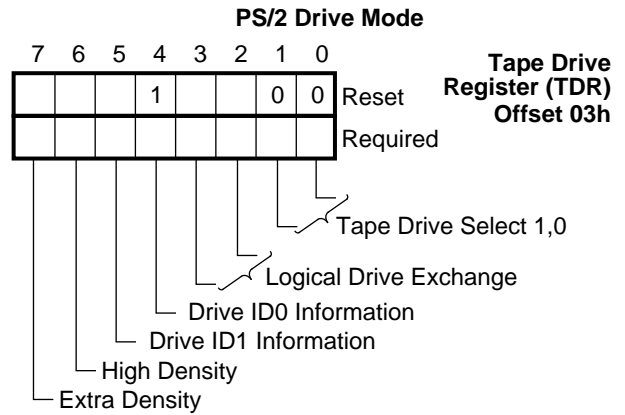 PS/2 Drive Mode
7 6 5 4 3 2 1 0
Tape Drive
Register (TDR)
Offset 03h
1 0 0 Reset
Required
Tape Drive Select 1,0
Logical Drive Exchange
Drive ID0 Information
Drive ID1 Information
High Density
Extra Density